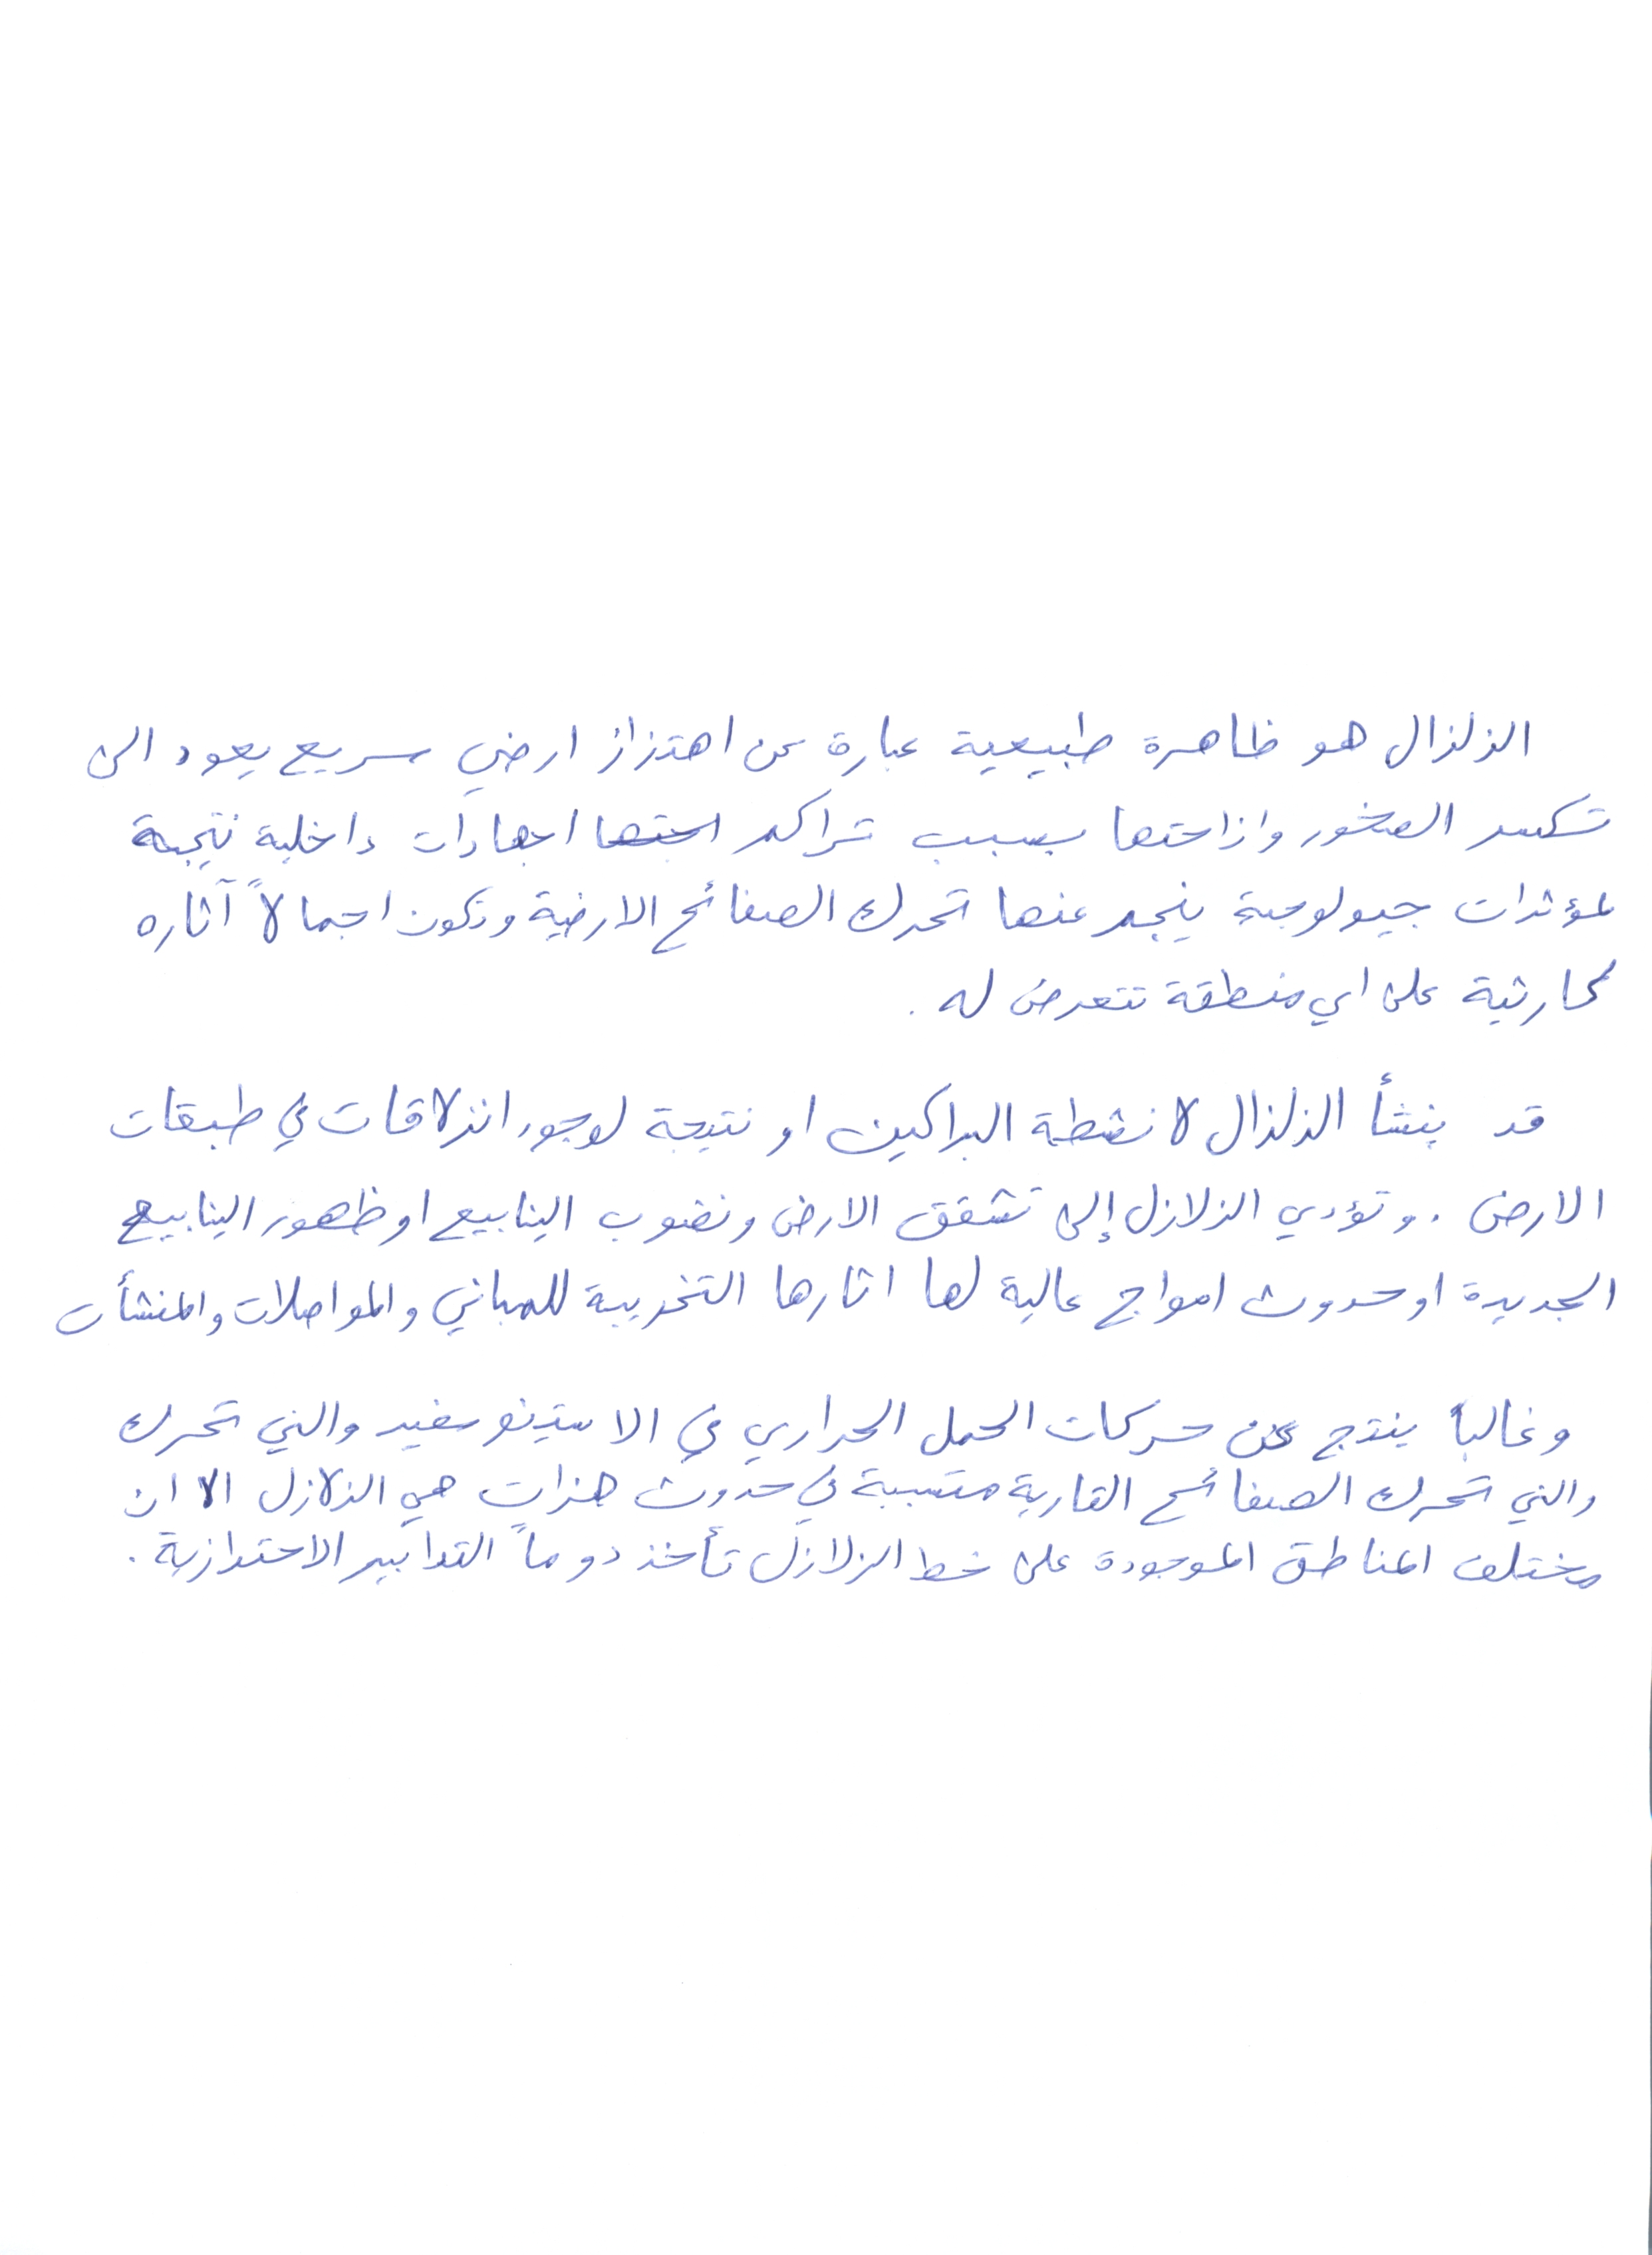 الزلزال هو ظاهرة طبيعية عبارة عن اهتزاز ارضي سريع يعود الى
تكسر الصخور وازاحتها بسبب تراكم اجهادات داخلية نتيجة
لمؤثرات جيولوجية ينجم عنها تحرك الصفائح الارضية وتكون اجمالاً آثاره
كارثية على اي منطقة تتعرض له .
قد ينشأ الزلزال لانشطة البراكين او نتيجة لوجود انزلاقات في طبقات
الارض . وتؤدي الزلازل إلى تشقق الارض ونضوب الينابيع او ظهور الينابيع
الجديدة او حدوث امواج عالية لها اثارها التخريبية للمباني والمواصلات والمنشأت
وغالباً ينتج عن حركات الحمل الحراري في الاستينوسفير والتي تحرك
والتي تحرك الصفائح القارية متسببة في حدوث هزات هي الزلازل الا ان
مختلف المناطق الموجودة على خط الزلازل تأخذ دوماً التدابير الاحترازية .